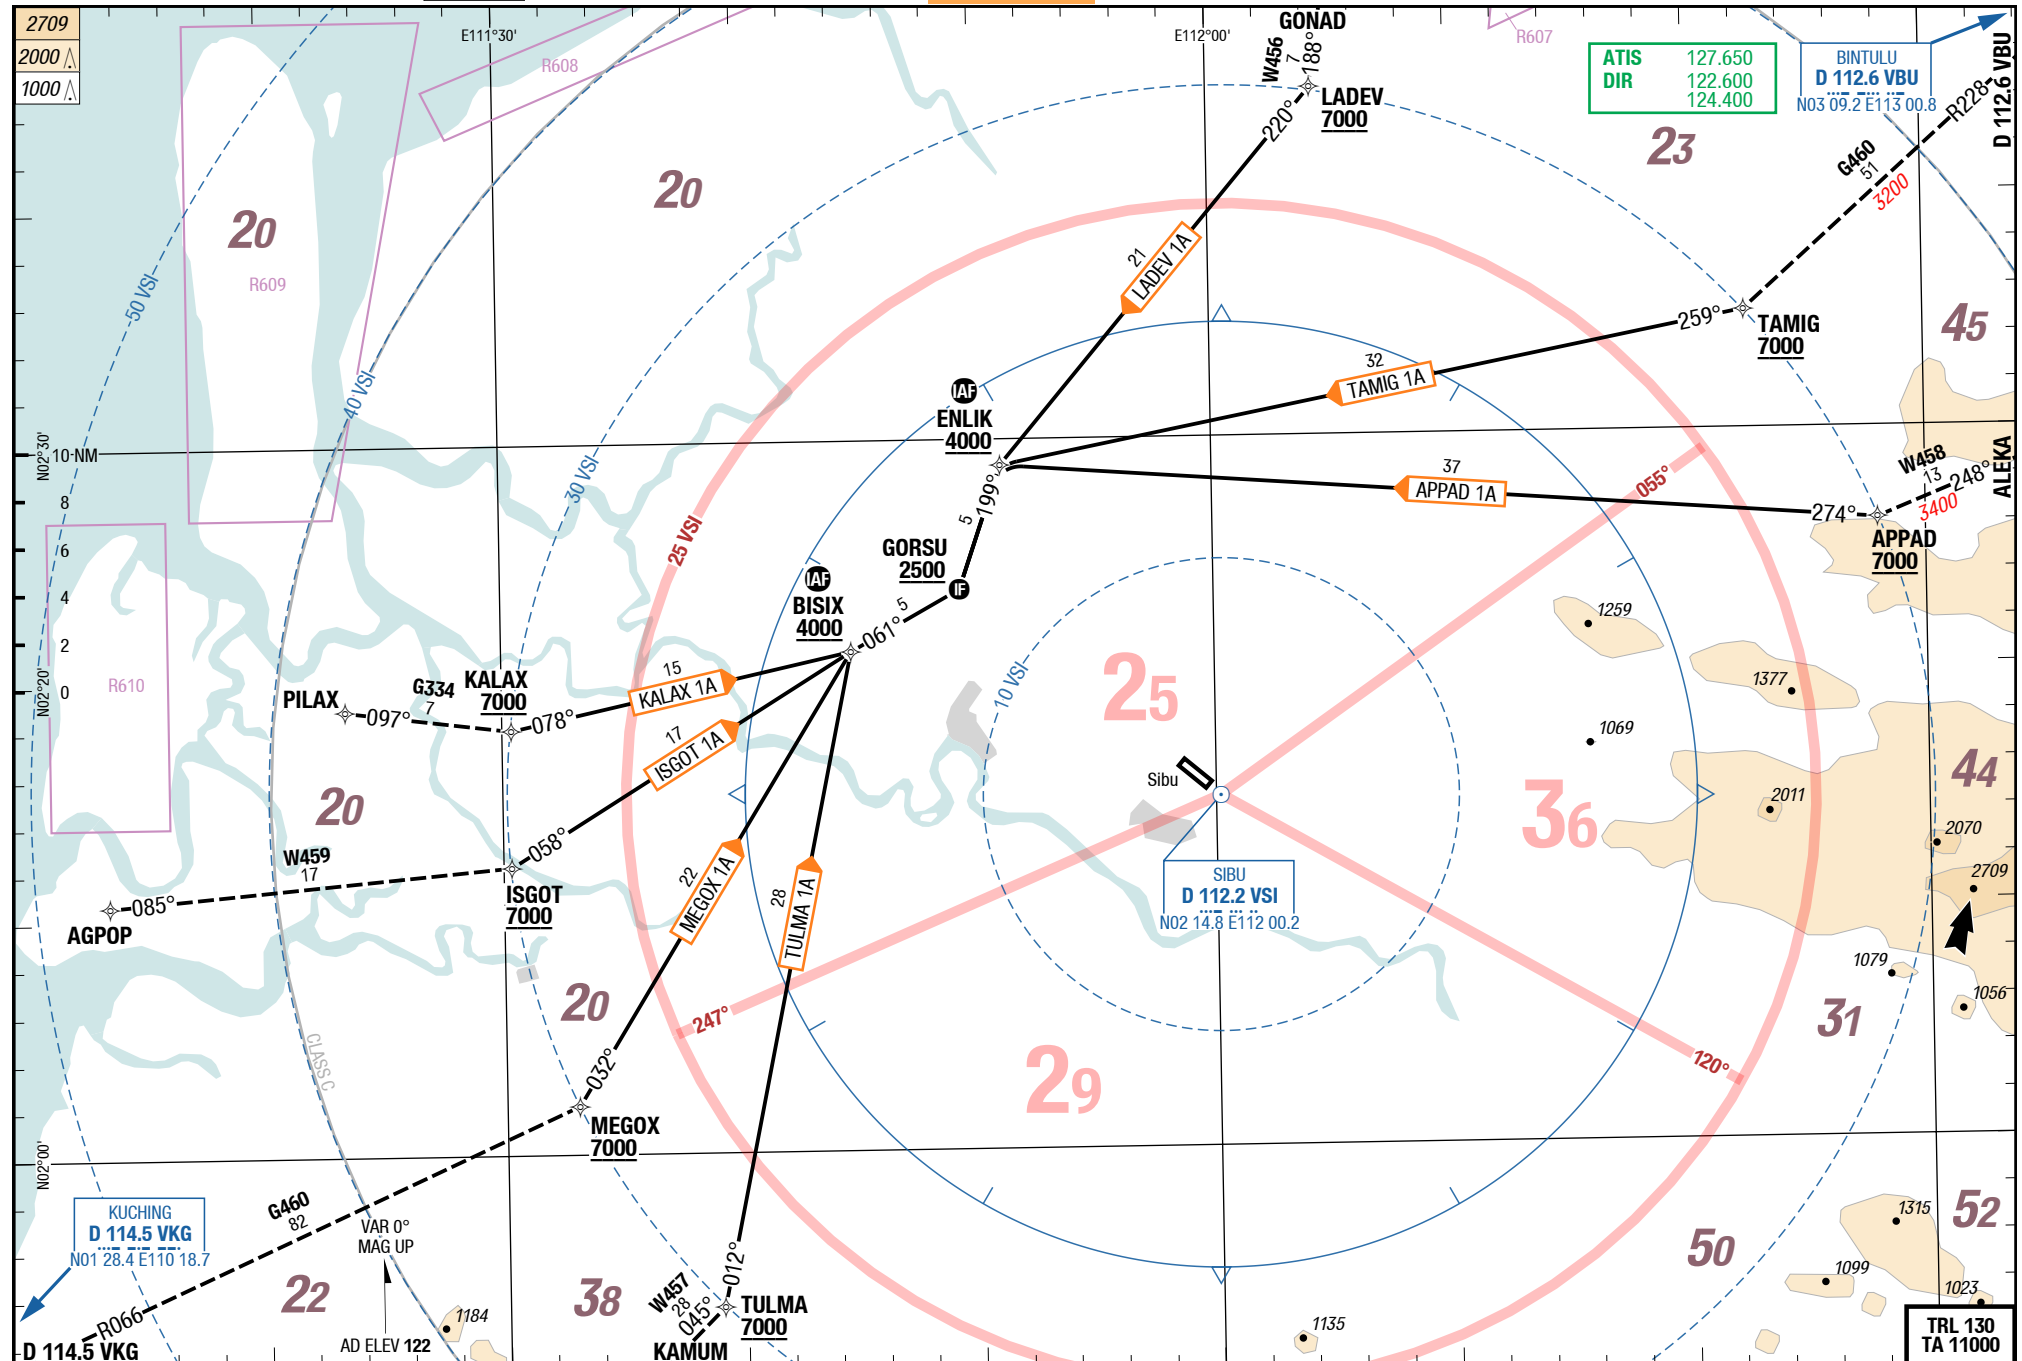 2709
2000
1000
E111°30'
E112°00'
R608
R607
R609
R610
GONAD
W456
7
188°
LADEV
7000
220°
21
LADEV 1A
ATIS 127.650
DIR 122.600
124.400
BINTULU
D 112.6 VBU
N03 09.2 E113 00.8
D 112.6 VBU
R228
G460
51
3200
20
20
23
45
50 VSI
40 VSI
30 VSI
25 VSI
10 VSI
259°
TAMIG
7000
32
TAMIG 1A
IAF
ENLIK
4000
N02°30'
10 NM
8
6
4
2
0
N02°20'
199°
5
37
APPAD 1A
055°
274°
APPAD
7000
W458
13
248°
3400
ALEKA
GORSU
2500
IF
IAF
BISIX
4000
5
061°
1259
1377
1069
2011
2070
2709
1079
1056
PILAX
097°
G334
7
KALAX
7000
078°
15
KALAX 1A
17
ISGOT 1A
25
36
44
Sibu
SIBU
D 112.2 VSI
N02 14.8 E112 00.2
20
W459
17
085°
AGPOP
058°
ISGOT
7000
22
MEGOX 1A
28
TULMA 1A
20
247°
29
120°
31
CLASS C
032°
MEGOX
7000
N02°00'
KUCHING
D 114.5 VKG
N01 28.4 E110 18.7
G460
82
R066
D 114.5 VKG
VAR 0°
MAG UP
22
AD ELEV 122
1184
38
W457
28
045°
KAMUM
012°
TULMA
7000
1135
50
52
1315
1099
1023
TRL 130
TA 11000